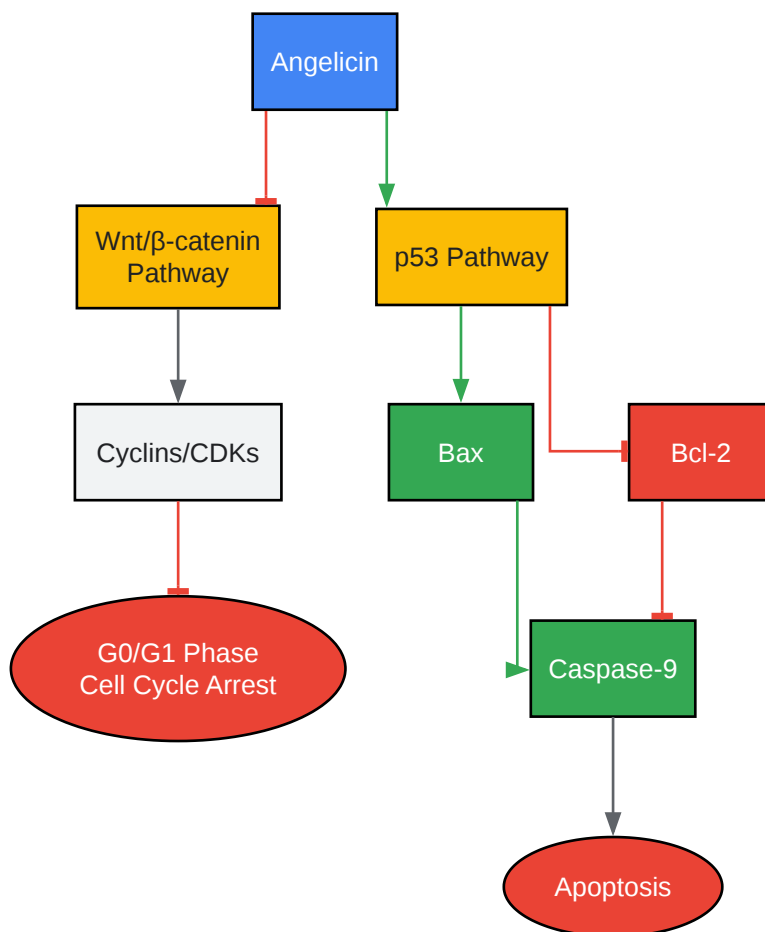 Angelicin
Wnt/β-catenin
Pathway
p53 Pathway
Cyclins/CDKs
Bax
Bcl-2
G0/G1 Phase
Cell Cycle Arrest
Caspase-9
Apoptosis